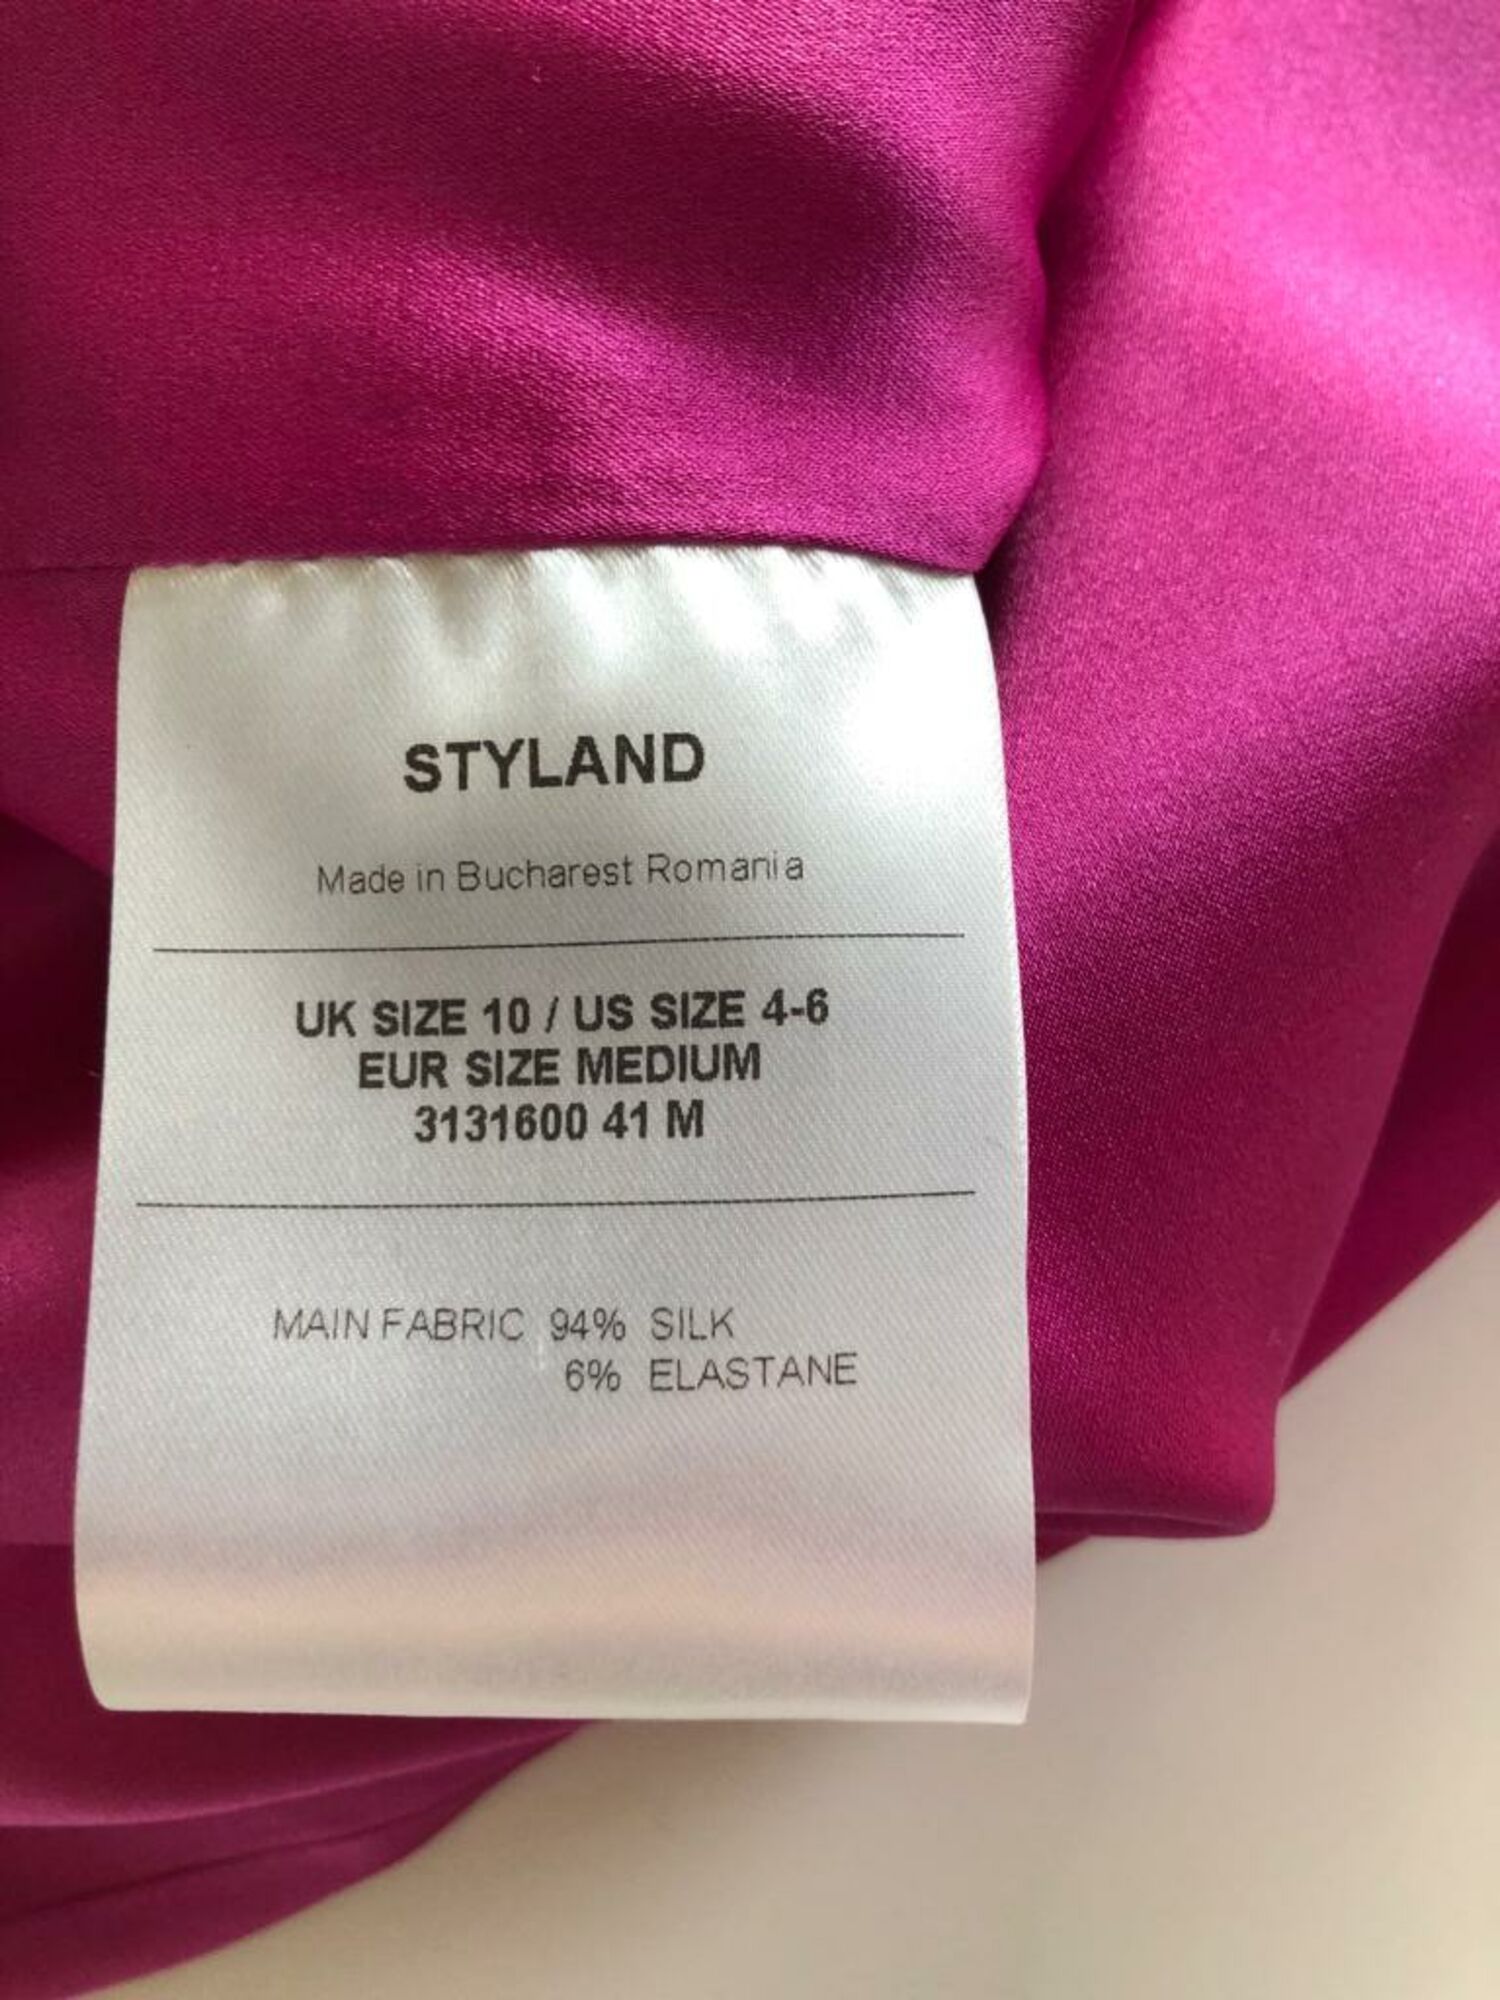 STYLAND
Made in Bucharest Romania
UK SIZE 10 / US SIZE 4-6
EUR SIZE MEDIUM
3131600 41 M
MAIN FABRIC 94% SILK
6% ELASTANE